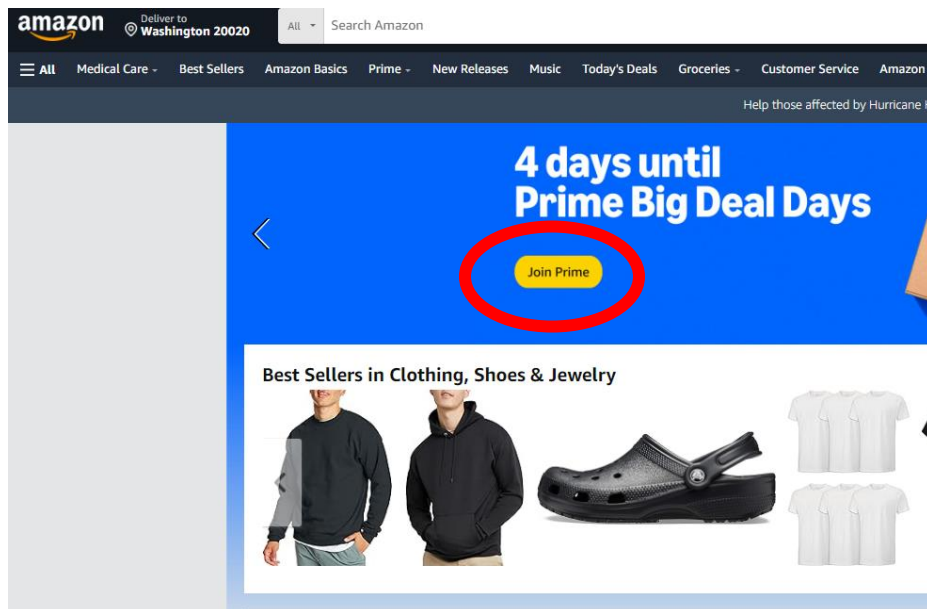 amazon
Deliver to
Washington 20020
All
Search Amazon
All
Medical Care
Best Sellers
Amazon Basics
Prime
New Releases
Music
Today's Deals
Groceries
Customer Service
Amazon
Help those affected by Hurricane
4 days until
Prime Big Deal Days
Join Prime
Best Sellers in Clothing, Shoes & Jewelry